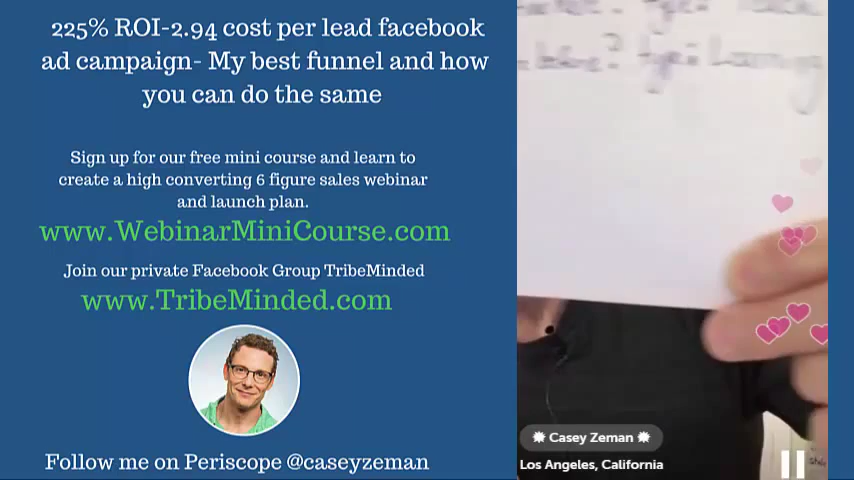 225% ROI-2.94 cost per lead facebook
ad campaign- My best funnel and how
you can do the same
Sign up for our free mini course and learn to
create a high converting 6 figure sales webinar
and launch plan.
www.WebinarMiniCourse.com
Join our private Facebook Group TribeMinded
www.TribeMinded.com
Follow me on Periscope @caseyzeman
Casey Zeman
Los Angeles, California